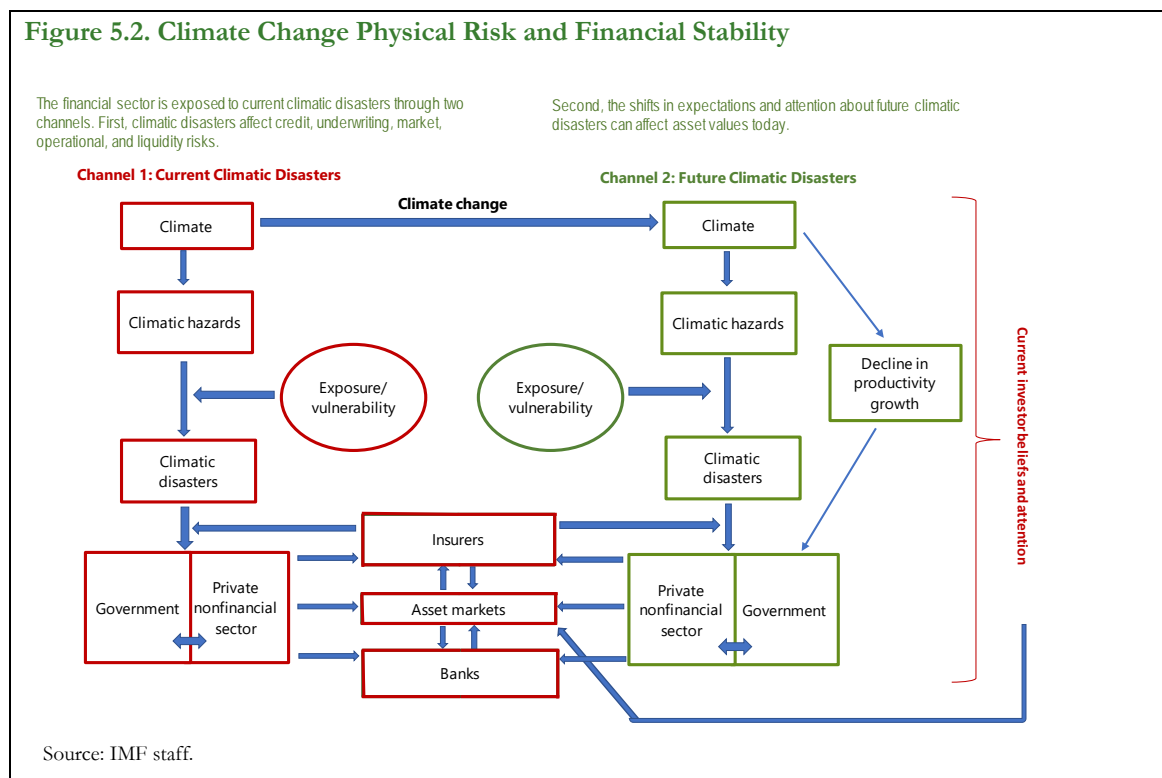 Figure 5.2. Climate Change Physical Risk and Financial Stability
The financial sector is exposed to current climatic disasters through two
channels. First, climatic disasters affect credit, underwriting, market,
operational, and liquidity risks.
Second, the shifts in expectations and attention about future climatic
disasters can affect asset values today.
Channel 1: Current Climatic Disasters
Channel 2: Future Climatic Disasters
Climate
Climate change
Climate
Climatic hazards
Climatic hazards
Exposure/
vulnerability
Exposure/
vulnerability
Decline in
productivity
growth
Climatic
disasters
Climatic
disasters
Insurers
Government
Private
nonfinancial
sector
Asset markets
Private
nonfinancial
sector
Government
Banks
Current investor beliefs and attention
Source: IMF staff.